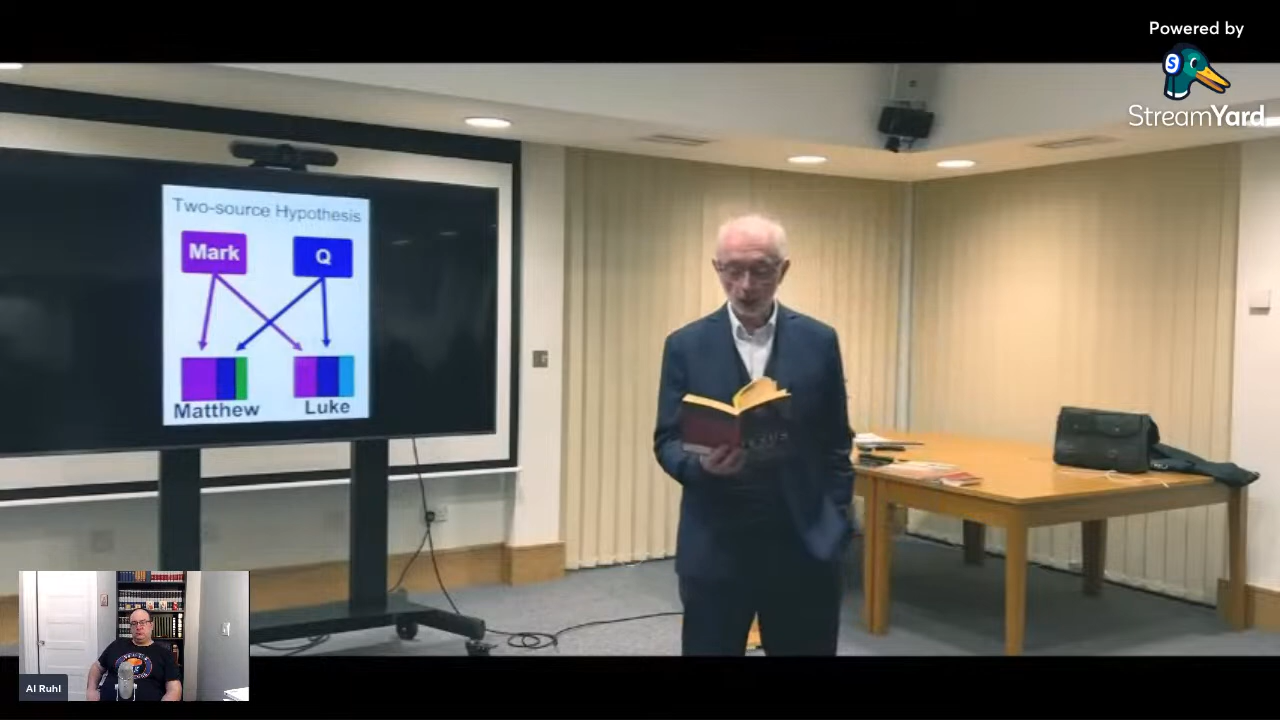 Powered by
StreamYard
Two-source Hypothesis
Mark
Q
Matthew
Luke
Al Ruhl